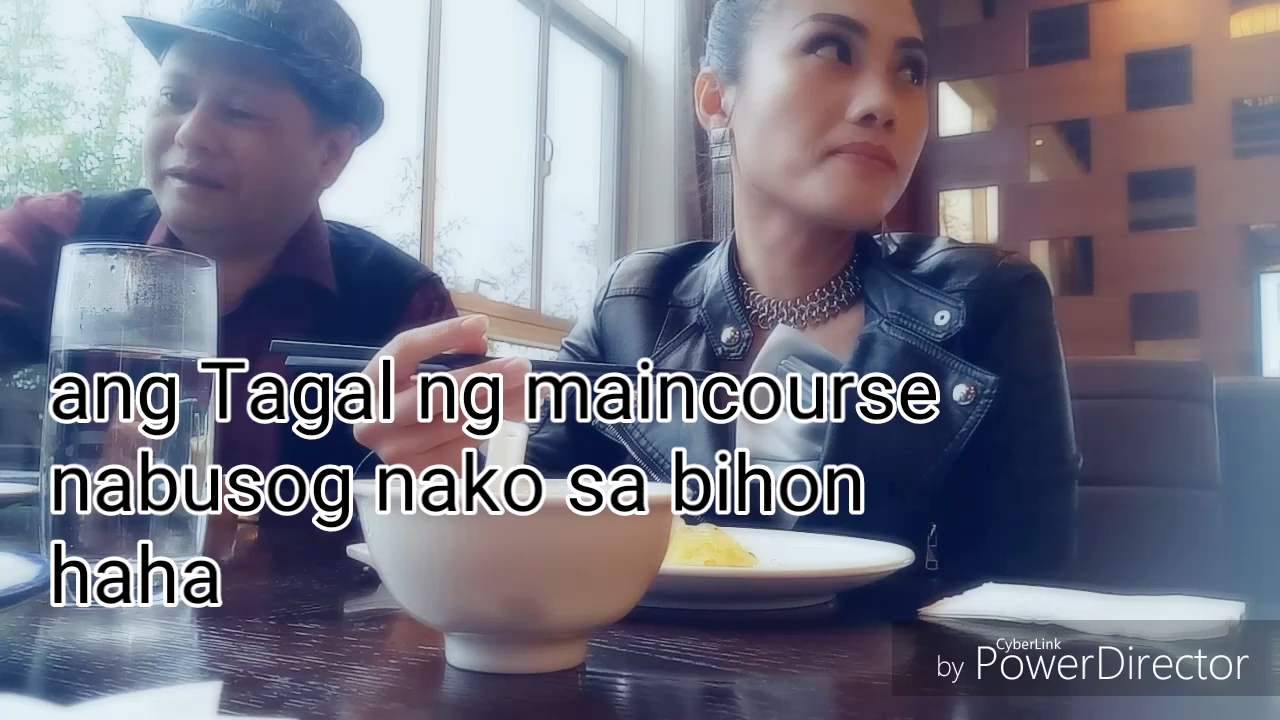 ang Tagal ng maincourse
nabusog nako sa bihon
haha
CyberLink
by PowerDirector